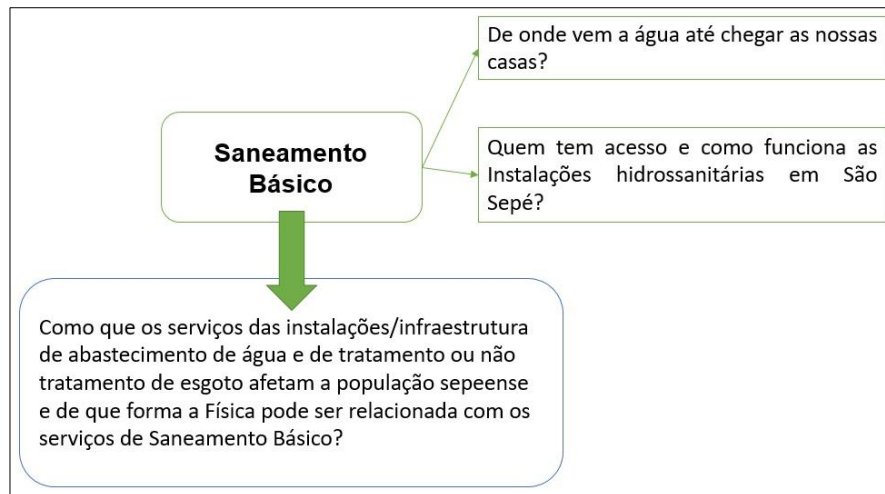 De onde vem a água até chegar as nossas
casas?
Saneamento
Básico
Quem tem acesso e como funciona as
Instalações hidrossanitárias em São
Sepé?
Como que os serviços das instalações/infraestrutura
de abastecimento de água e de tratamento ou não
tratamento de esgoto afetam a população sepeense
e de que forma a Física pode ser relacionada com os
serviços de Saneamento Básico?